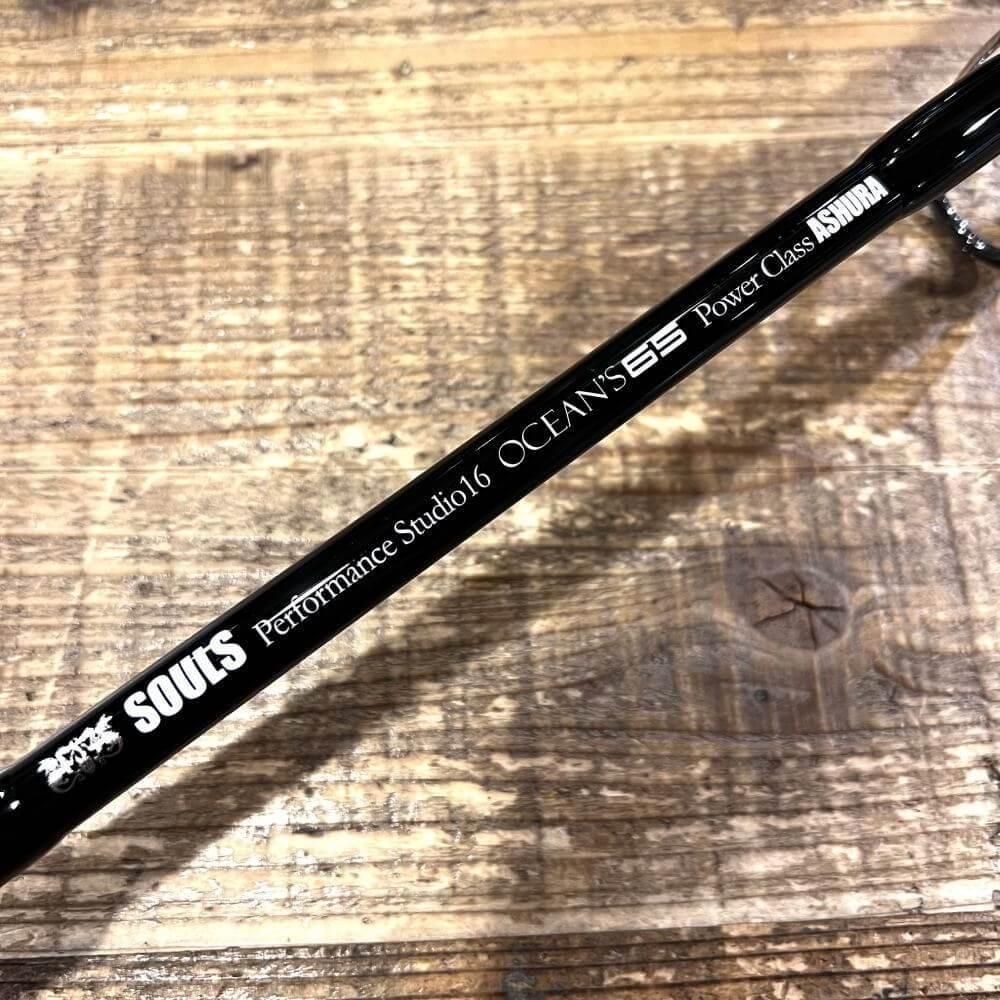 SOULS Performance Studio16 OCEAN'S65 Power Class ASHURA